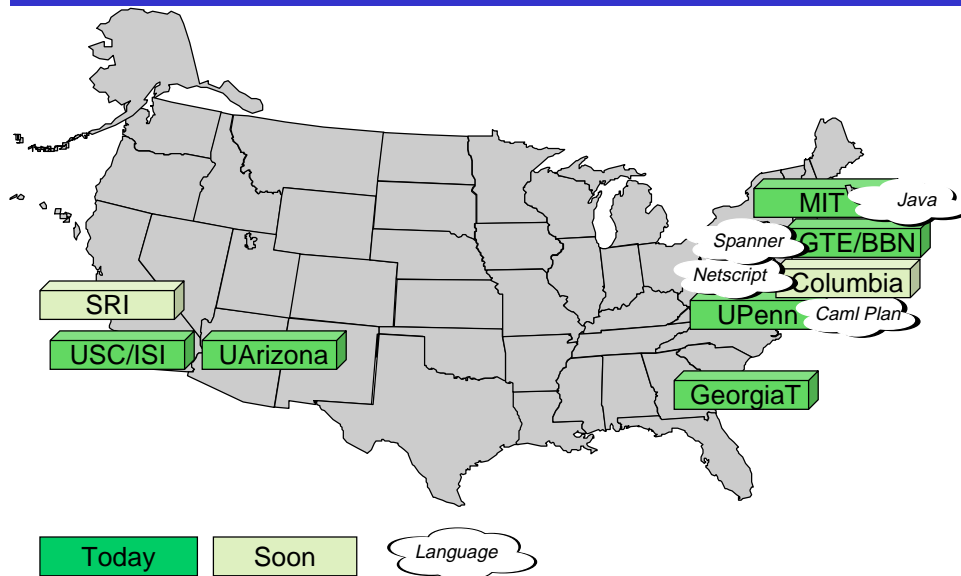 MIT
Java
Spanner
GTE/BBN
Netscript
Columbia
SRI
UPenn
Caml Plan
USC/ISI
UArizona
GeorgiaT
Today
Soon
Language